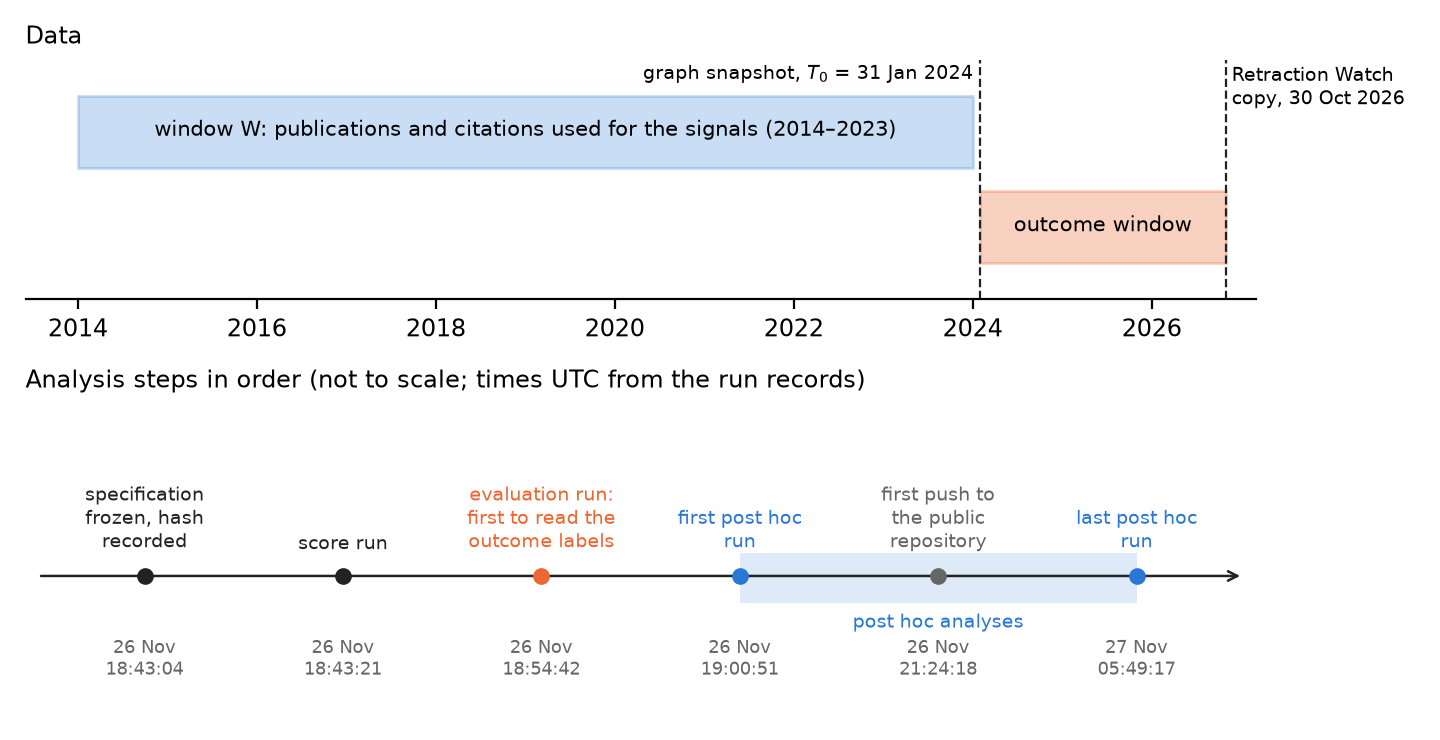 Data
graph snapshot, T₀ = 31 Jan 2024
Retraction Watch
copy, 30 Oct 2026
window W: publications and citations used for the signals (2014–2023)
outcome window
2014 2016 2018 2020 2022 2024 2026
Analysis steps in order (not to scale; times UTC from the run records)
specification
frozen, hash
recorded
score run
evaluation run:
first to read the
outcome labels
first post hoc
run
first push to
the public
repository
last post hoc
run
post hoc analyses
26 Nov
18:43:04
26 Nov
18:43:21
26 Nov
18:54:42
26 Nov
19:00:51
26 Nov
21:24:18
27 Nov
05:49:17